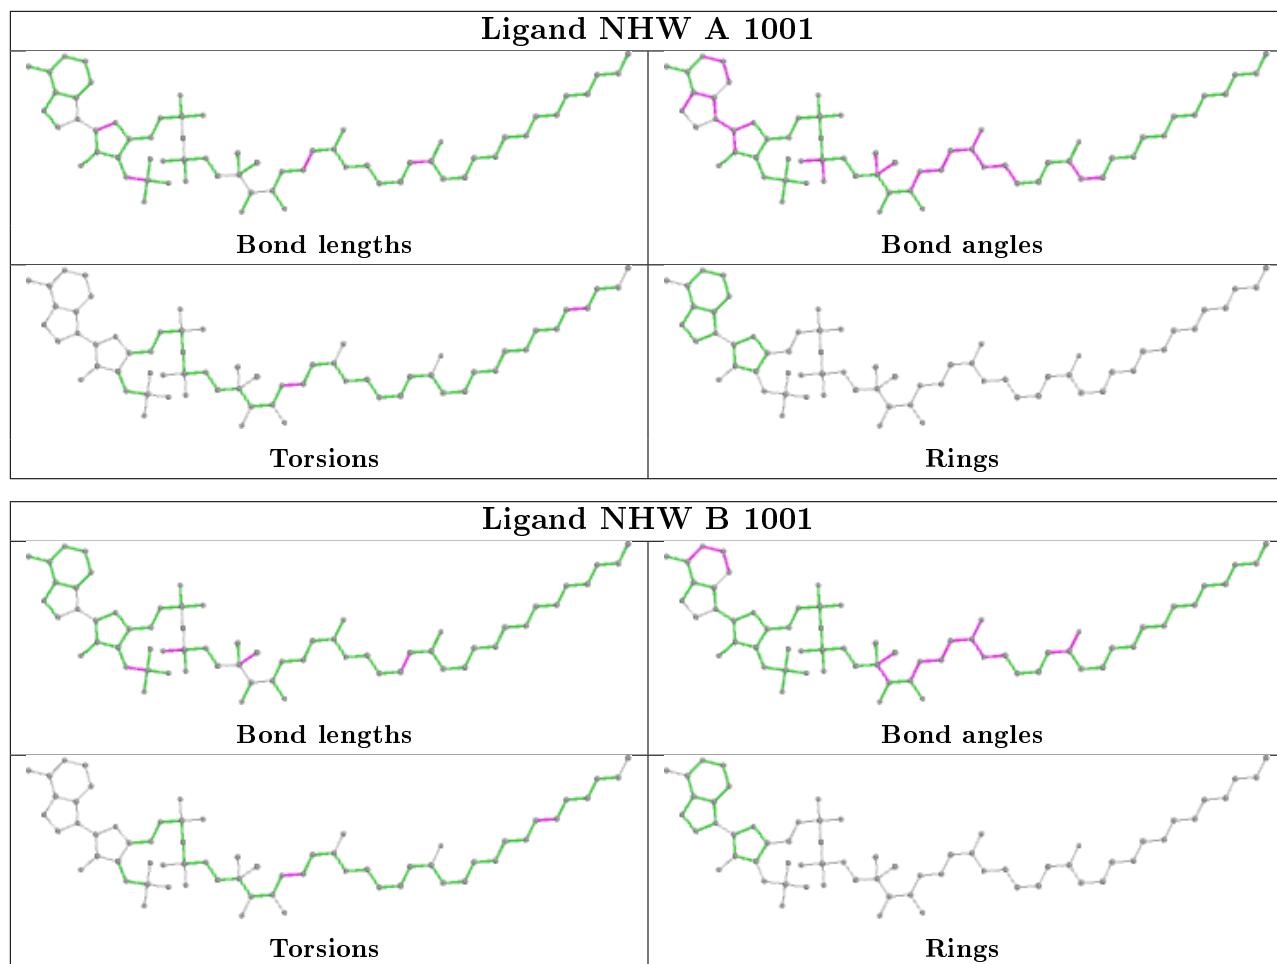 Ligand NHW A 1001
Bond lengths
Bond angles
Torsions
Rings
Ligand NHW B 1001
Bond lengths
Bond angles
Torsions
Rings